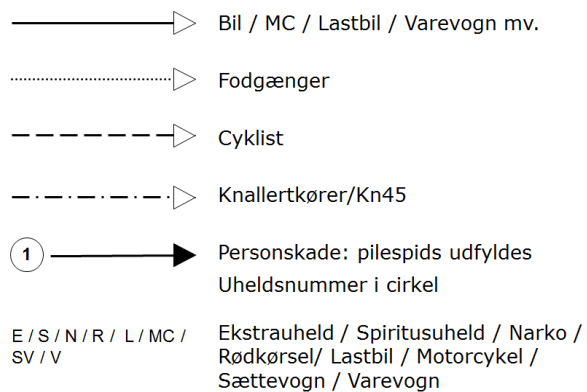 Bil / MC / Lastbil / Varevogn mv.
Fodgænger
Cyklist
Knallertkører/Kn45
1
Personskade: pilespids udfyldes
Uheldsnummer i cirkel
E / S / N / R / L / MC /
SV / V
Ekstrauheld / Spiritusuheld / Narko /
Rødkørsel/ Lastbil / Motorcykel /
Sættevogn / Varevogn